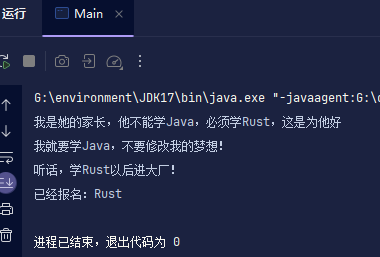 运行
Main
G:\environment\JDK17\bin\java.exe "-javaagent:G:\
我是她的家长，他不能学Java，必须学Rust，这是为他好
我就要学Java，不要修改我的梦想!
听话，学Rust以后进大厂!
已经报名：Rust
进程已结束，退出代码为 0